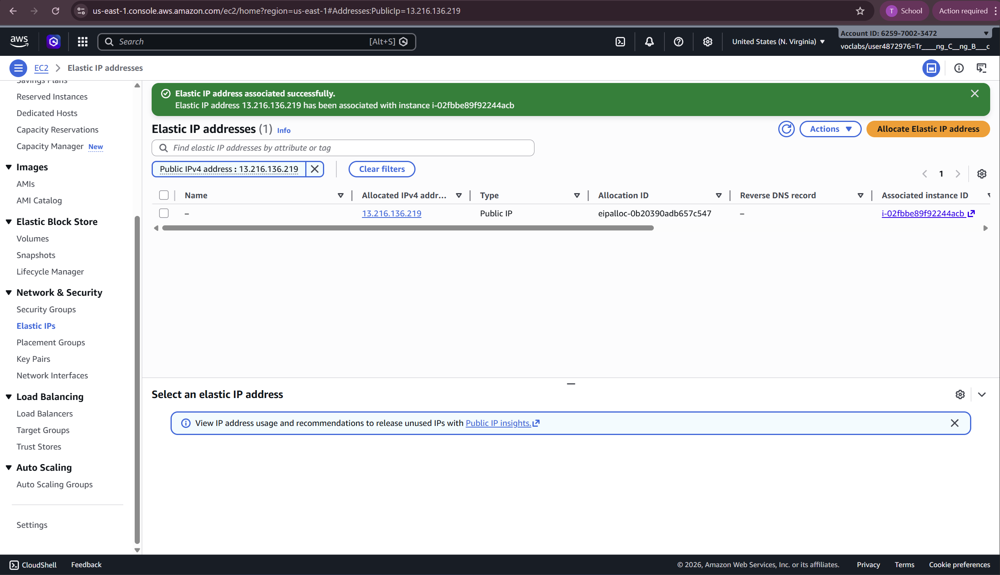 us-east-1.console.aws.amazon.com/ec2/home?region=us-east-1#Addresses:PublicIp=13.216.136.219
T School
Action required
aws
Search
[Alt+S]
United States (N. Virginia)
Account ID: 6259-7002-3472
voclabs/user4872976=Tr____ng_C__ng_B___c
EC2
Elastic IP addresses
Savings Plans
Reserved Instances
Dedicated Hosts
Capacity Reservations
Capacity Manager New
Images
AMIs
AMI Catalog
Elastic Block Store
Volumes
Snapshots
Lifecycle Manager
Network & Security
Security Groups
Elastic IPs
Placement Groups
Key Pairs
Network Interfaces
Load Balancing
Load Balancers
Target Groups
Trust Stores
Auto Scaling
Auto Scaling Groups
Settings
Elastic IP address associated successfully.
Elastic IP address 13.216.136.219 has been associated with instance i-02fbbe89f92244acb
Elastic IP addresses (1) Info
Actions
Allocate Elastic IP address
Find elastic IP addresses by attribute or tag
Public IPv4 address : 13.216.136.219
Clear filters
1
Name Allocated IPv4 addr... Type Allocation ID Reverse DNS record Associated instance ID
– 13.216.136.219 Public IP eipalloc-0b20390adb657c547 – i-02fbbe89f92244acb
Select an elastic IP address
View IP address usage and recommendations to release unused IPs with Public IP insights.
CloudShell
Feedback
© 2026, Amazon Web Services, Inc. or its affiliates.
Privacy
Terms
Cookie preferences